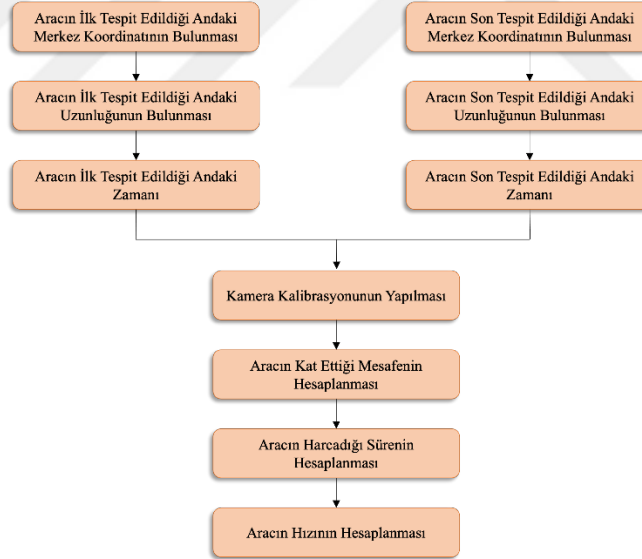 Aracın İlk Tespit Edildiği Andaki
Merkez Koordinatının Bulunması
Aracın Son Tespit Edildiği Andaki
Merkez Koordinatının Bulunması
Aracın İlk Tespit Edildiği Andaki
Uzunluğunun Bulunması
Aracın Son Tespit Edildiği Andaki
Uzunluğunun Bulunması
Aracın İlk Tespit Edildiği Andaki
Zamanı
Aracın Son Tespit Edildiği Andaki
Zamanı
Kamera Kalibrasyonunun Yapılması
Aracın Kat Ettiği Mesafenin
Hesaplanması
Aracın Harcadığı Sürenin
Hesaplanması
Aracın Hızının Hesaplanması